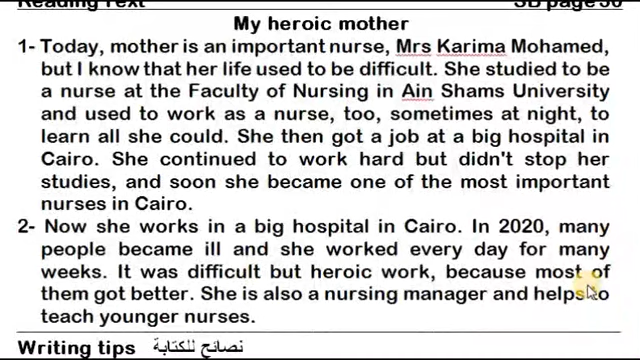 Reading Text SB page 50
My heroic mother
1- Today, mother is an important nurse, Mrs Karima Mohamed,
but I know that her life used to be difficult. She studied to be
a nurse at the Faculty of Nursing in Ain Shams University
and used to work as a nurse, too, sometimes at night, to
learn all she could. She then got a job at a big hospital in
Cairo. She continued to work hard but didn't stop her
studies, and soon she became one of the most important
nurses in Cairo.
2- Now she works in a big hospital in Cairo. In 2020, many
people became ill and she worked every day for many
weeks. It was difficult but heroic work, because most of
them got better. She is also a nursing manager and helps to
teach younger nurses.
Writing tips نصائح للكتابة